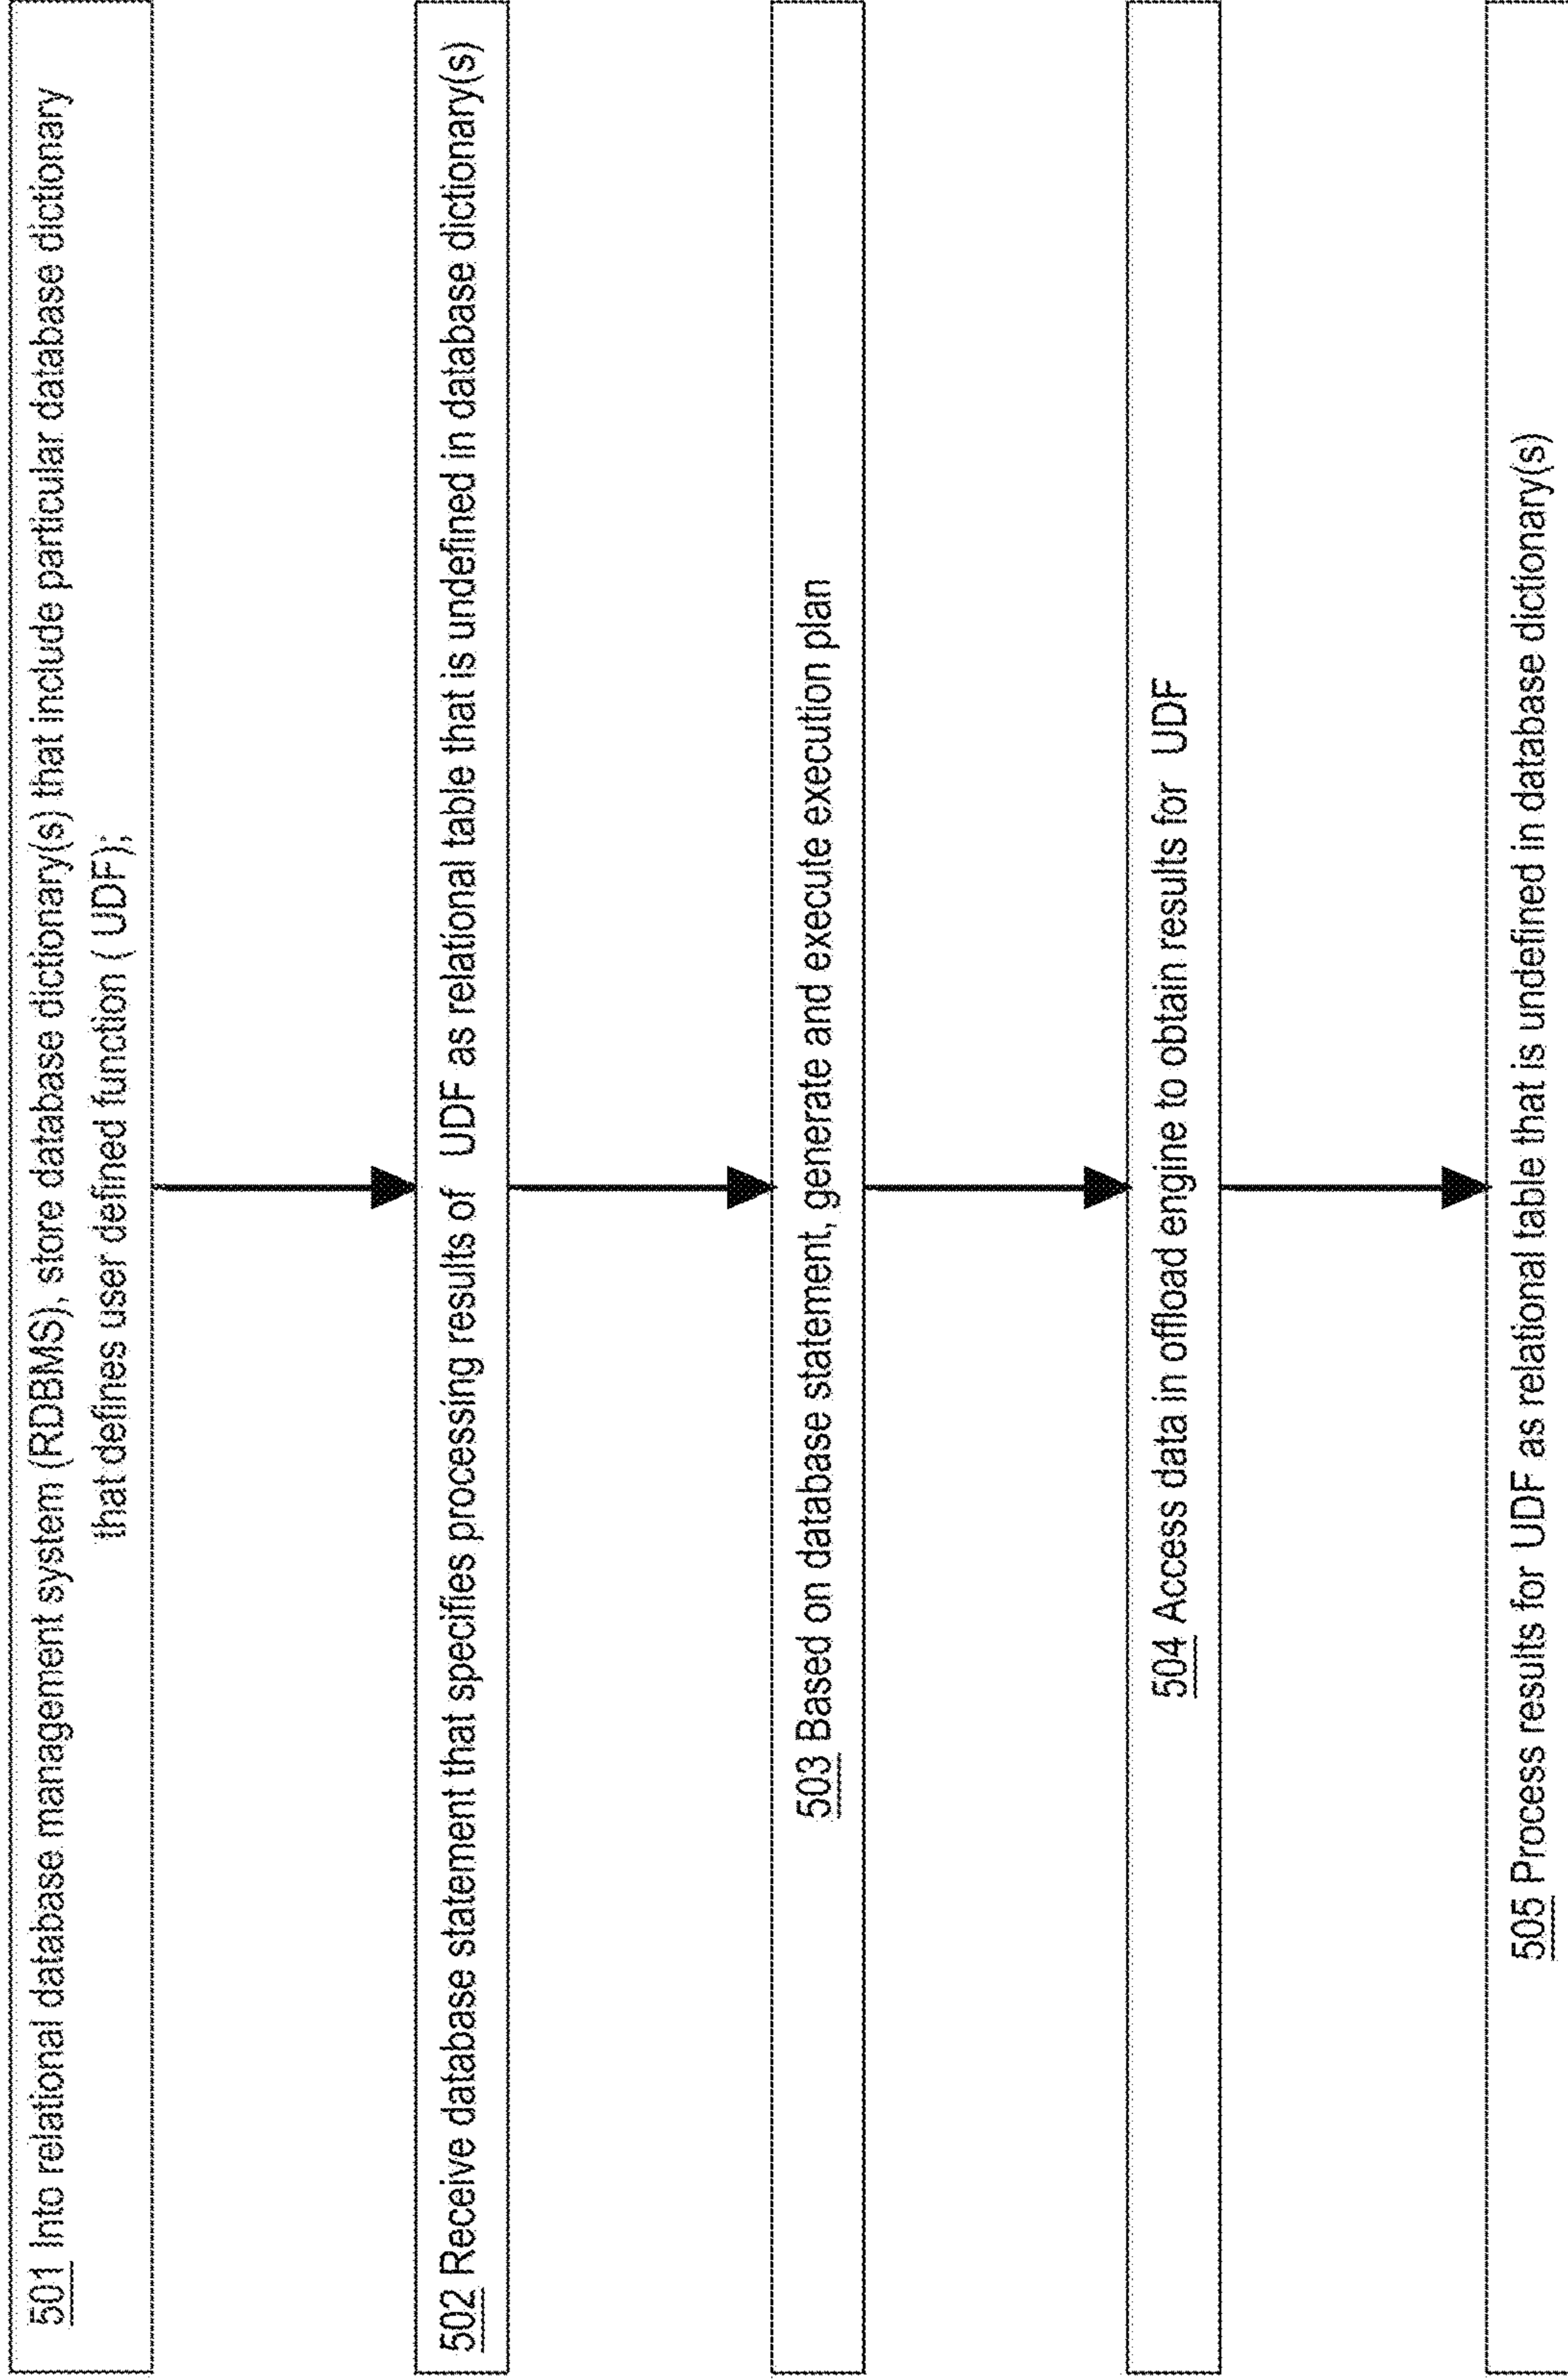 501 Into relational database management system (RDBMS), store database dictionary(s) that include particular database dictionary
that defines user defined function ( UDF);
502 Receive database statement that specifies processing results of UDF as relational table that is undefined in database dictionary(s)
503 Based on database statement, generate and execute execution plan
504 Access data in offload engine to obtain results for UDF
505 Process results for UDF as relational table that is undefined in database dictionary(s)